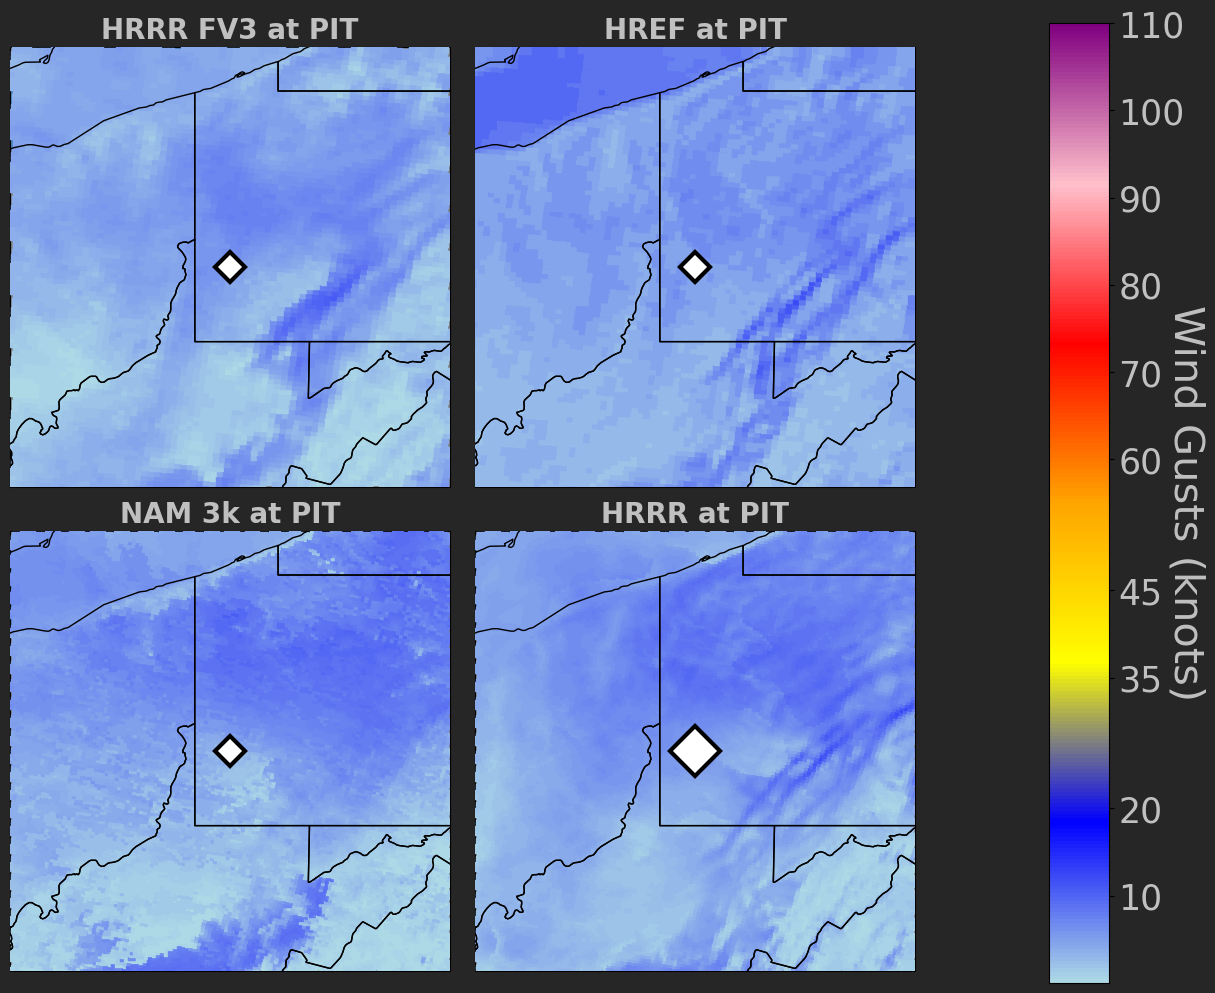 HRRR FV3 at PIT
HREF at PIT
NAM 3k at PIT
HRRR at PIT
110
100
90
80
70
60
45
35
20
10
Wind Gusts (knots)